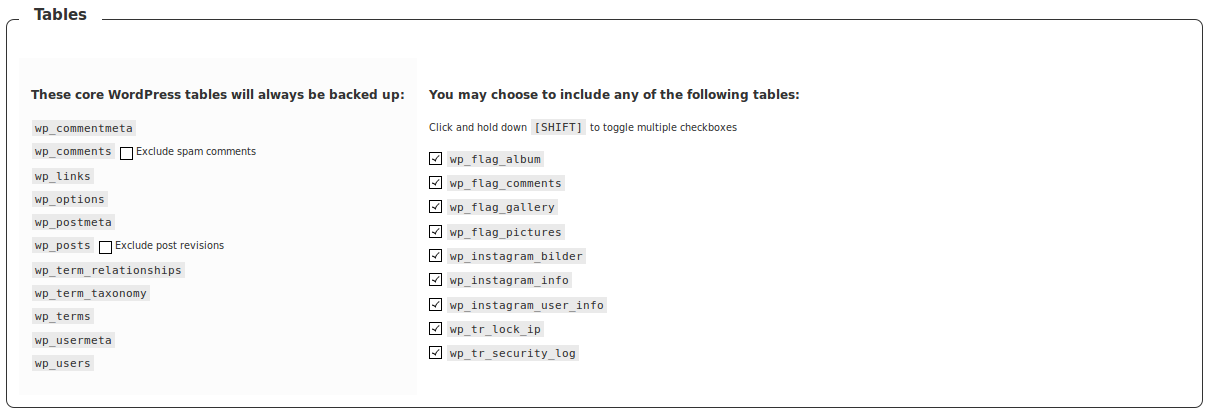 Tables
These core WordPress tables will always be backed up:
wp_commentmeta
wp_comments Exclude spam comments
wp_links
wp_options
wp_postmeta
wp_posts Exclude post revisions
wp_term_relationships
wp_term_taxonomy
wp_terms
wp_usermeta
wp_users
You may choose to include any of the following tables:
Click and hold down [SHIFT] to toggle multiple checkboxes
wp_flag_album
wp_flag_comments
wp_flag_gallery
wp_flag_pictures
wp_instagram_bilder
wp_instagram_info
wp_instagram_user_info
wp_tr_lock_ip
wp_tr_security_log